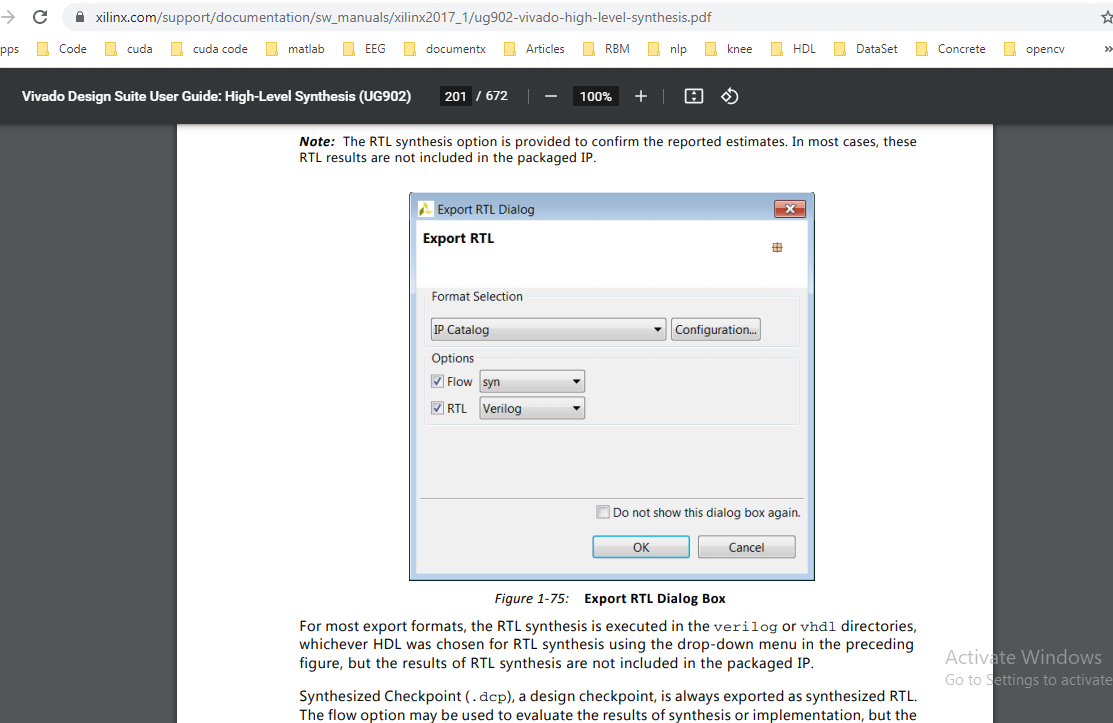 xilinx.com/support/documentation/sw_manuals/xilinx2017_1/ug902-vivado-high-level-synthesis.pdf
pps Code cuda cuda code matlab EEG documentx Articles RBM nlp knee HDL DataSet Concrete opencv »
Vivado Design Suite User Guide: High-Level Synthesis (UG902) 201 / 672 — 100% +
Note: The RTL synthesis option is provided to confirm the reported estimates. In most cases, these
RTL results are not included in the packaged IP.
Export RTL Dialog
Export RTL
Format Selection
IP Catalog Configuration...
Options
Flow syn
RTL Verilog
Do not show this dialog box again.
OK Cancel
Figure 1-75: Export RTL Dialog Box
For most export formats, the RTL synthesis is executed in the verilog or vhdl directories,
whichever HDL was chosen for RTL synthesis using the drop-down menu in the preceding
figure, but the results of RTL synthesis are not included in the packaged IP.
Activate Windows
Go to Settings to activate
Synthesized Checkpoint (.dcp), a design checkpoint, is always exported as synthesized RTL.
The flow option may be used to evaluate the results of synthesis or implementation, but the